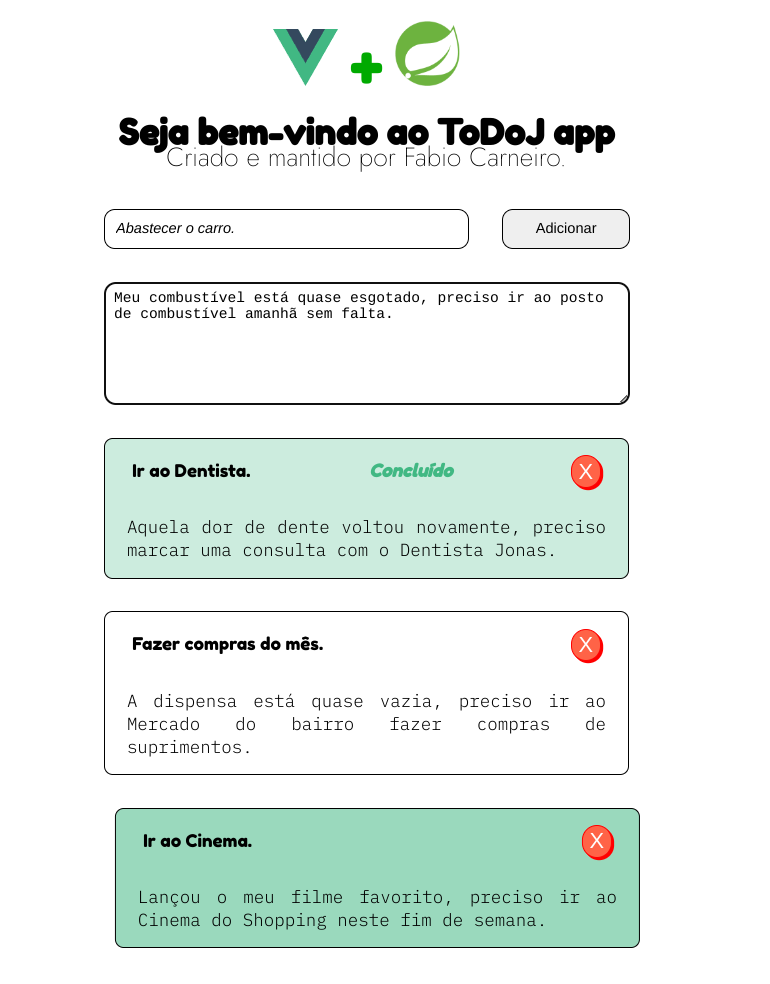 Seja bem-vindo ao ToDoJ app
Criado e mantido por Fabio Carneiro.
Abastecer o carro.
Adicionar
Meu combustível está quase esgotado, preciso ir ao posto
de combustível amanhã sem falta.
Ir ao Dentista.
Concluído
X
Aquela dor de dente voltou novamente, preciso
marcar uma consulta com o Dentista Jonas.
Fazer compras do mês.
X
A dispensa está quase vazia, preciso ir ao
Mercado do bairro fazer compras de
suprimentos.
Ir ao Cinema.
X
Lançou o meu filme favorito, preciso ir ao
Cinema do Shopping neste fim de semana.